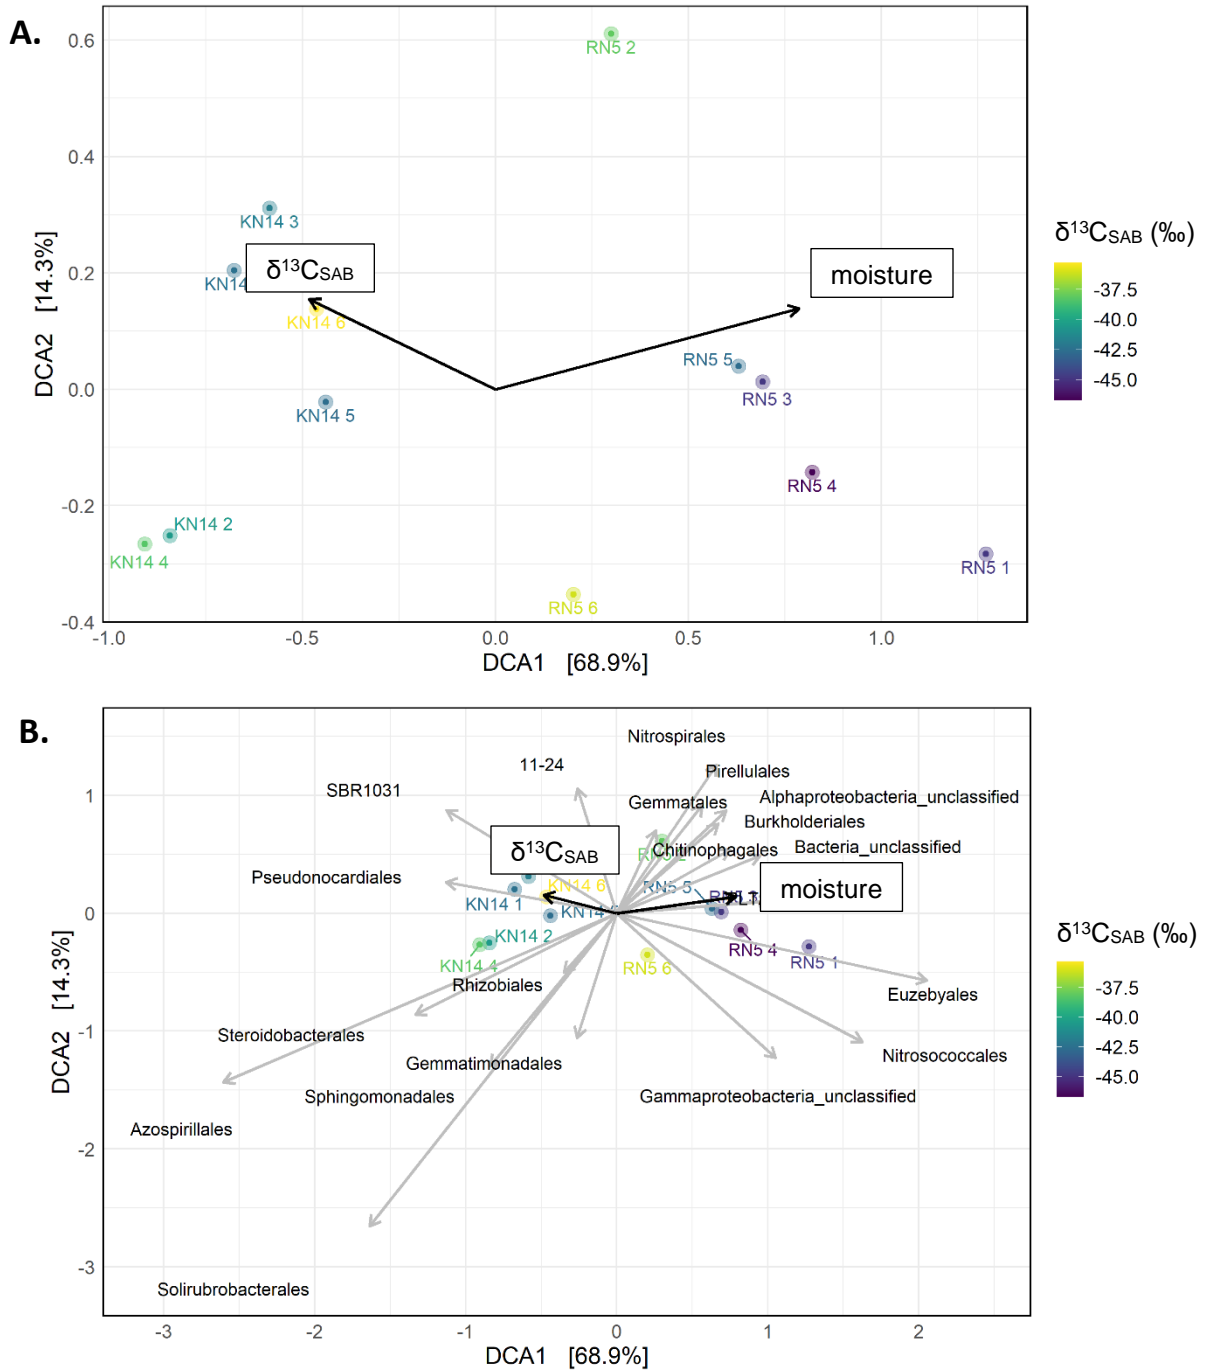 A.
0.6
0.4
0.2
0.0
-0.2
-0.4
DCA2 [14.3%]
-1.0
-0.5
0.0
0.5
1.0
DCA1 [68.9%]
RN5 2
KN14 3
KN14
δ¹³CSAB
moisture
KN14 6
RN5 5
RN5 3
KN14 5
RN5 4
KN14 2
KN14 4
RN5 1
RN5 6
δ¹³CSAB (‰)
-37.5
-40.0
-42.5
-45.0
B.
1
0
-1
-2
-3
DCA2 [14.3%]
-3
-2
-1
0
1
2
DCA1 [68.9%]
Nitrospirales
11-24
Pirellulales
SBR1031
Gemmatales
Alphaproteobacteria_unclassified
Burkholderiales
δ¹³CSAB
Chitinophagales
Bacteria_unclassified
Pseudonocardiales
KN14 6
RN5 5
moisture
KN14 1
KN14 2
RN5 4
KN14 4
RN5 6
RN5 1
Rhizobiales
Euzebyales
Steroidobacterales
Gemmatimonadales
Nitrosococcales
Sphingomonadales
Gammaproteobacteria_unclassified
Azospirillales
Solirubrobacterales
δ¹³CSAB (‰)
-37.5
-40.0
-42.5
-45.0